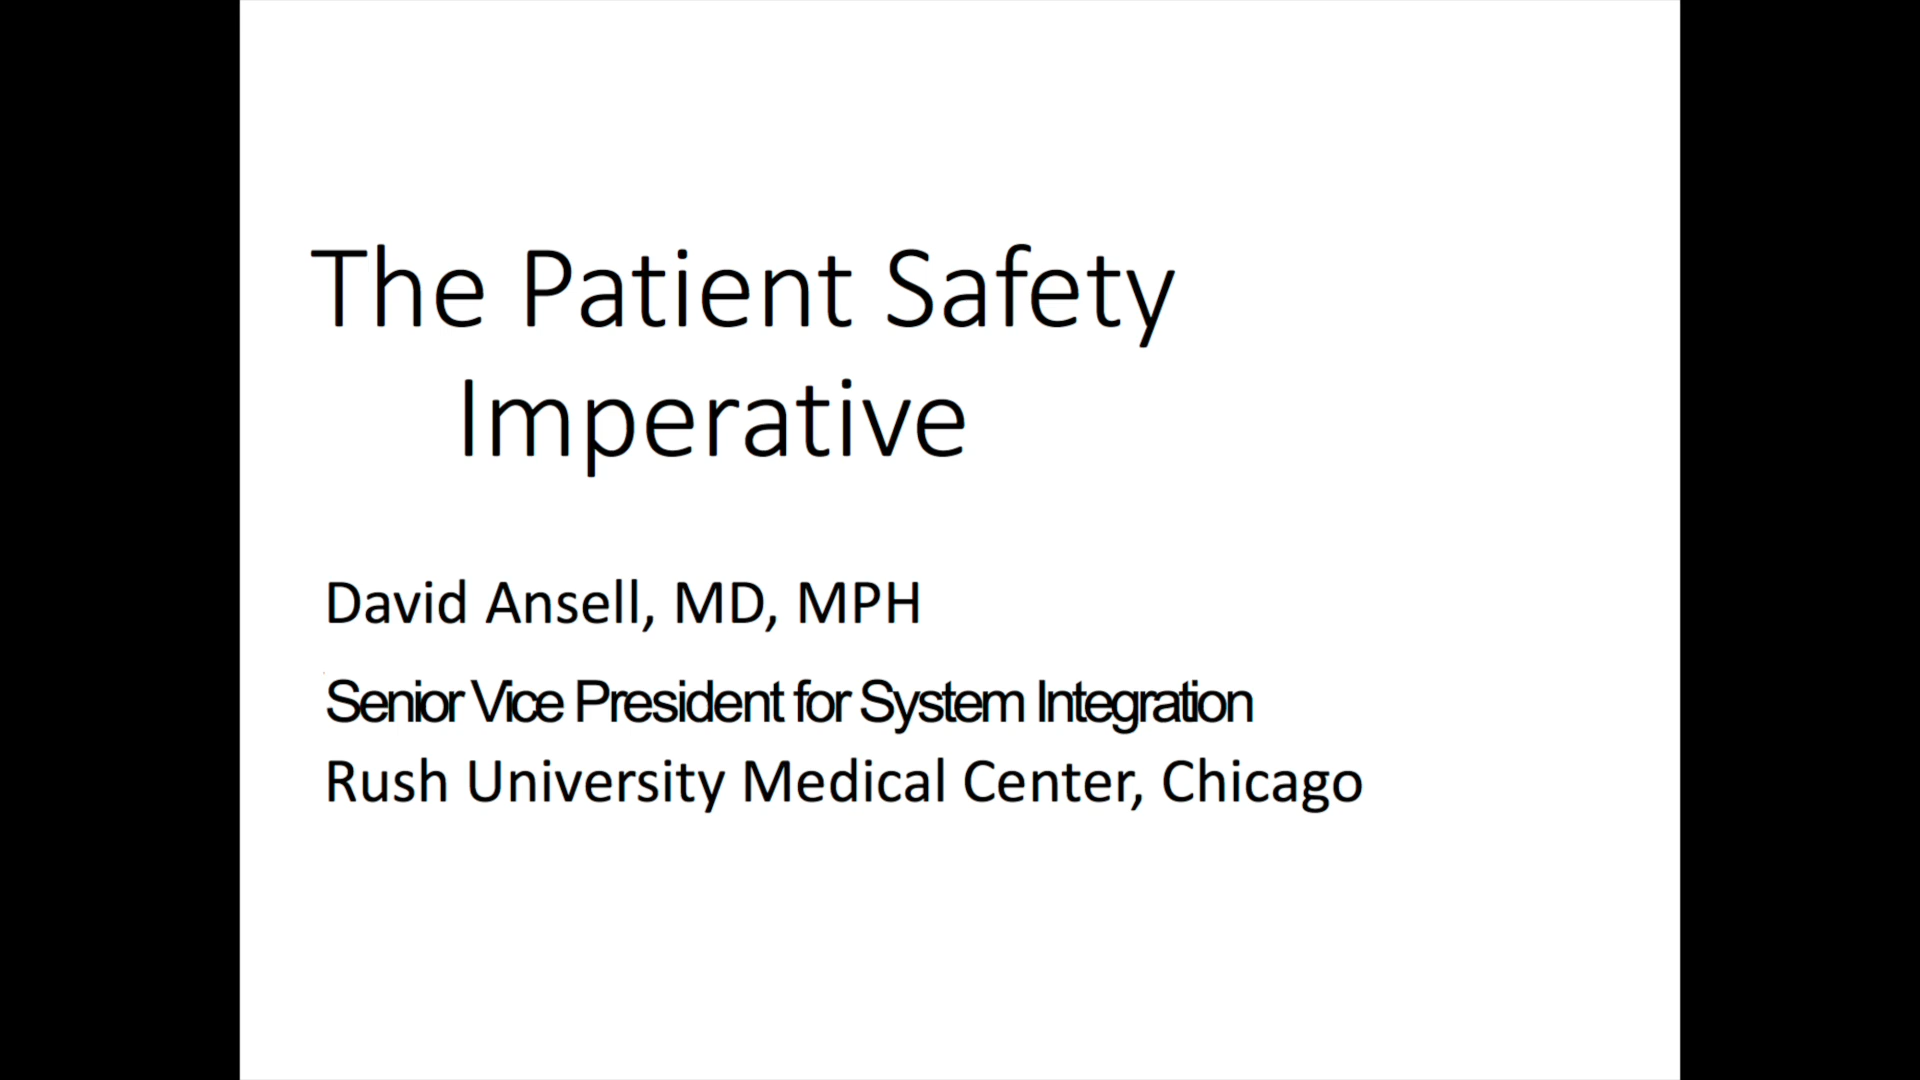 The Patient Safety
Imperative
David Ansell, MD, MPH
Senior Vice President for System Integration
Rush University Medical Center, Chicago